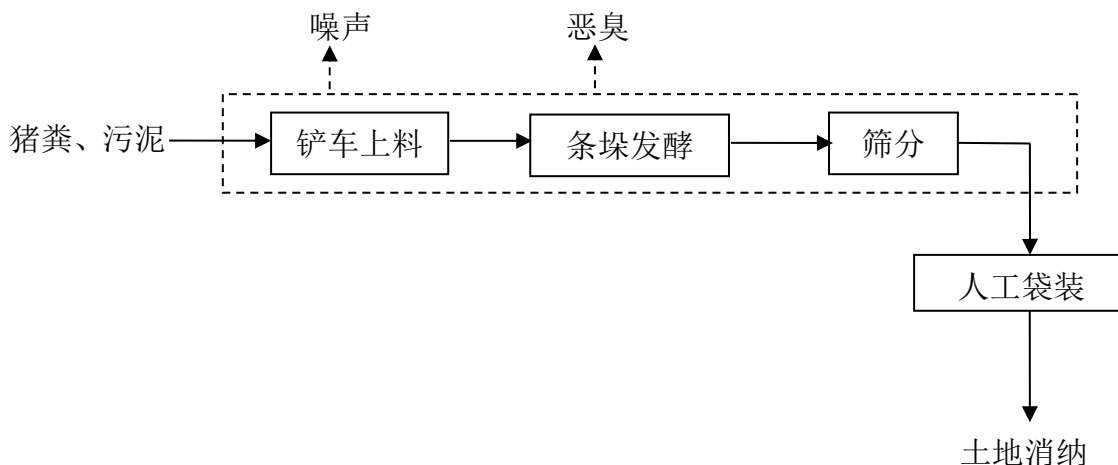 噪声
恶臭
猪粪、污泥
铲车上料
条垛发酵
筛分
人工袋装
土地消纳